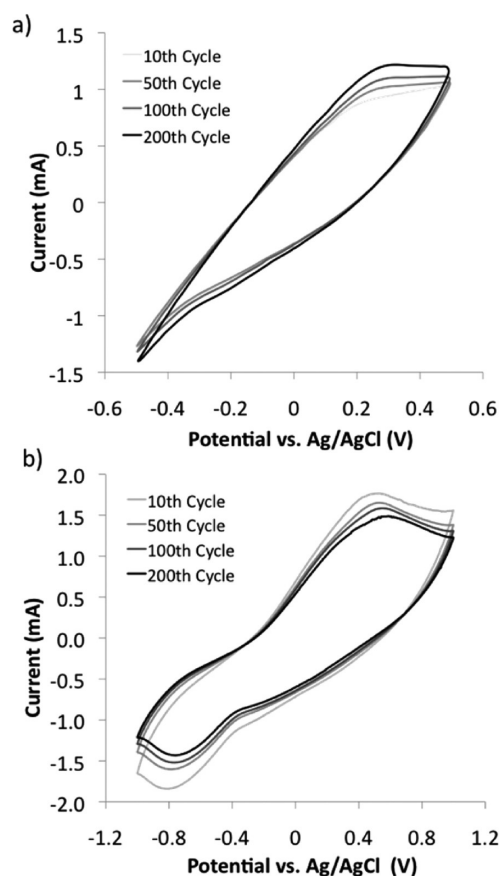 a)
1.5
1
0.5
0
-0.5
-1
-1.5
Current (mA)
10th Cycle
50th Cycle
100th Cycle
200th Cycle
-0.6 -0.4 -0.2 0 0.2 0.4 0.6
Potential vs. Ag/AgCl (V)
b)
2.0
1.5
1.0
0.5
0.0
-0.5
-1.0
-1.5
-2.0
Current (mA)
10th Cycle
50th Cycle
100th Cycle
200th Cycle
-1.2 -0.8 -0.4 0 0.4 0.8 1.2
Potential vs. Ag/AgCl (V)